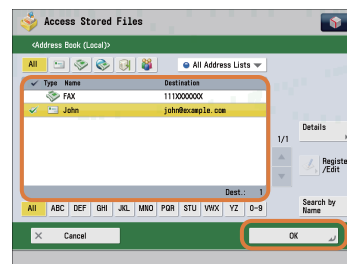 Access Stored Files
<Address Book (Local)>
All
All Address Lists
Type Name Destination
FAX 111XXXXXXX
John john@example.com
1/1
Details
Registe
/Edit
Dest.: 1
All ABC DEF GHI JKL MNO PQR STU VWX YZ 0-9
Search by
Name
Cancel
OK